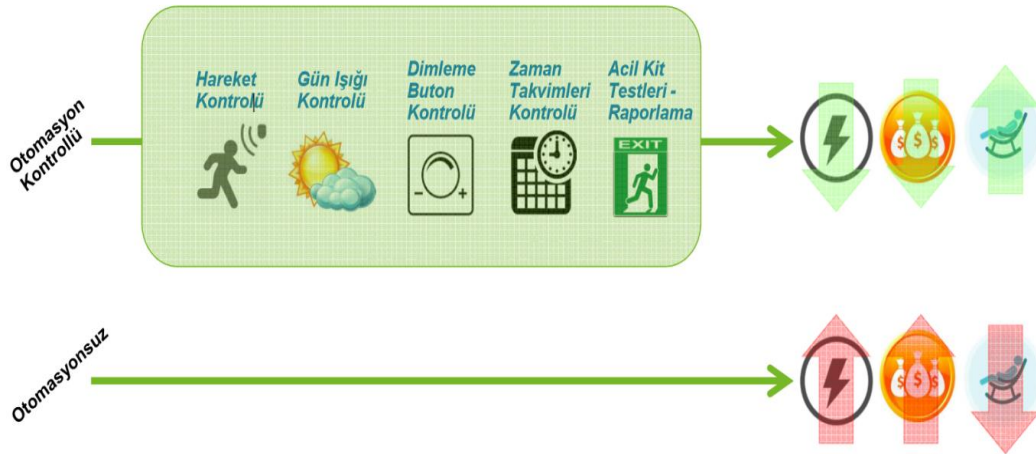 Otomasyon
Kontrollü
Hareket
Kontrolü
Gün Işığı
Kontrolü
Dimleme
Buton
Kontrolü
Zaman
Takvimleri
Kontrolü
Acil Kit
Testleri -
Raporlama
- +
EXIT
$ $ $
Otomasyonsuz
$ $ $